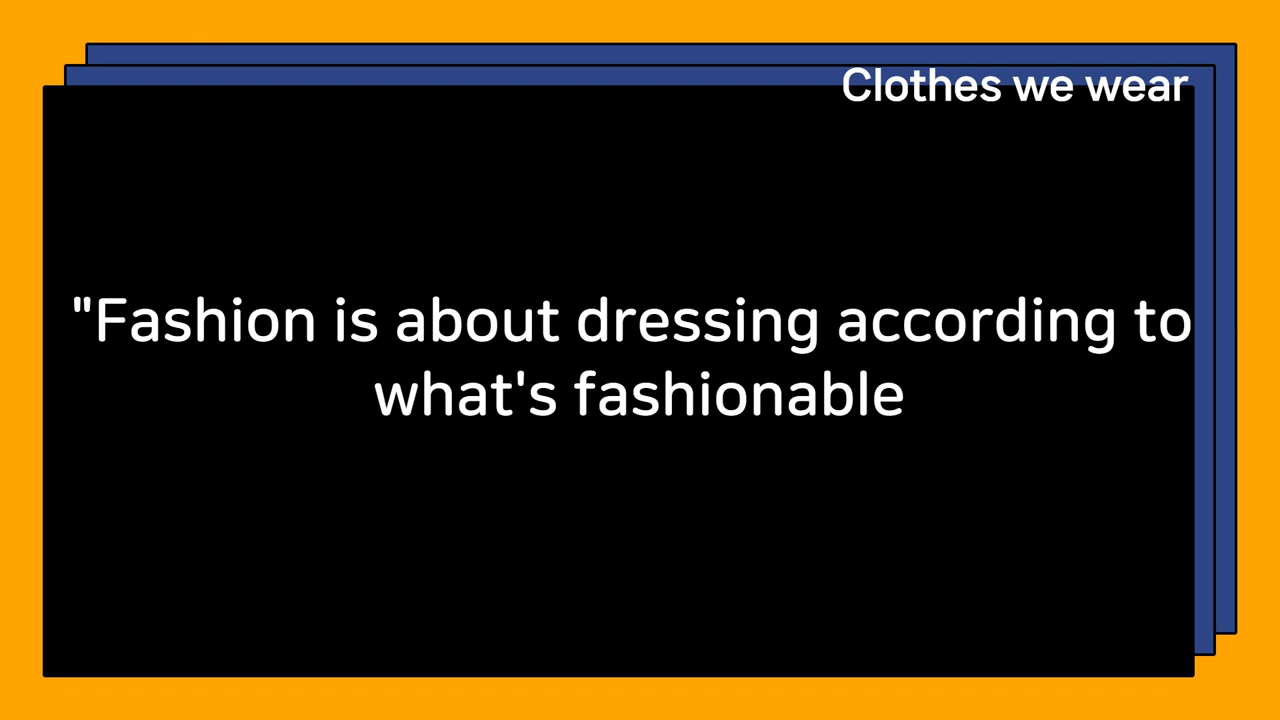 Clothes we wear
"Fashion is about dressing according to
what's fashionable